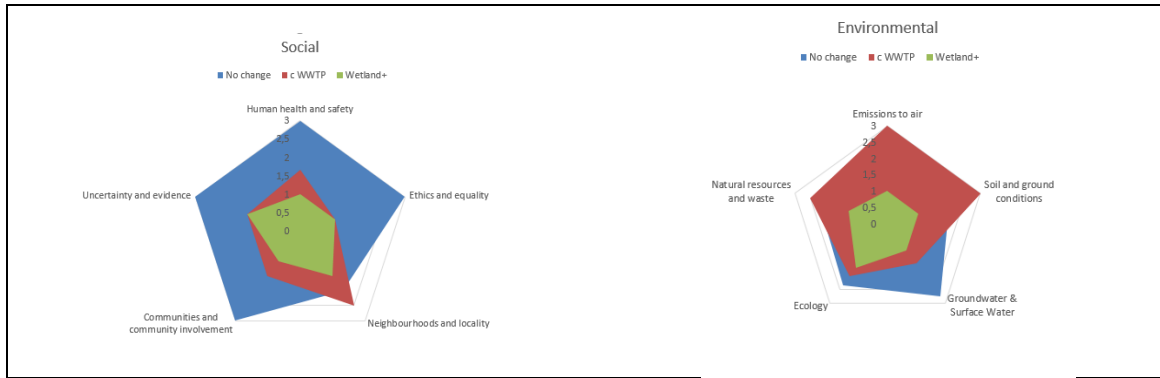 Social
No change c WWTP Wetland+
Human health and safety
3
2,5
2
1,5
1
0,5
0
Uncertainty and evidence
Ethics and equality
Communities and
community involvement
Neighbourhoods and locality
Environmental
No change c WWTP Wetland+
Emissions to air
3
2,5
2
1,5
1
0,5
0
Natural resources
and waste
Soil and ground
conditions
Ecology
Groundwater &
Surface Water